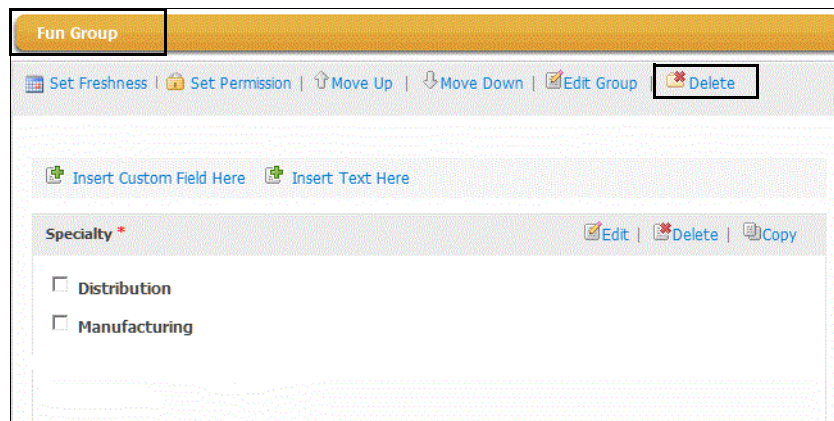 Fun Group
Set Freshness | Set Permission | Move Up | Move Down | Edit Group | Delete
Insert Custom Field Here Insert Text Here
Specialty * Edit | Delete | Copy
Distribution
Manufacturing